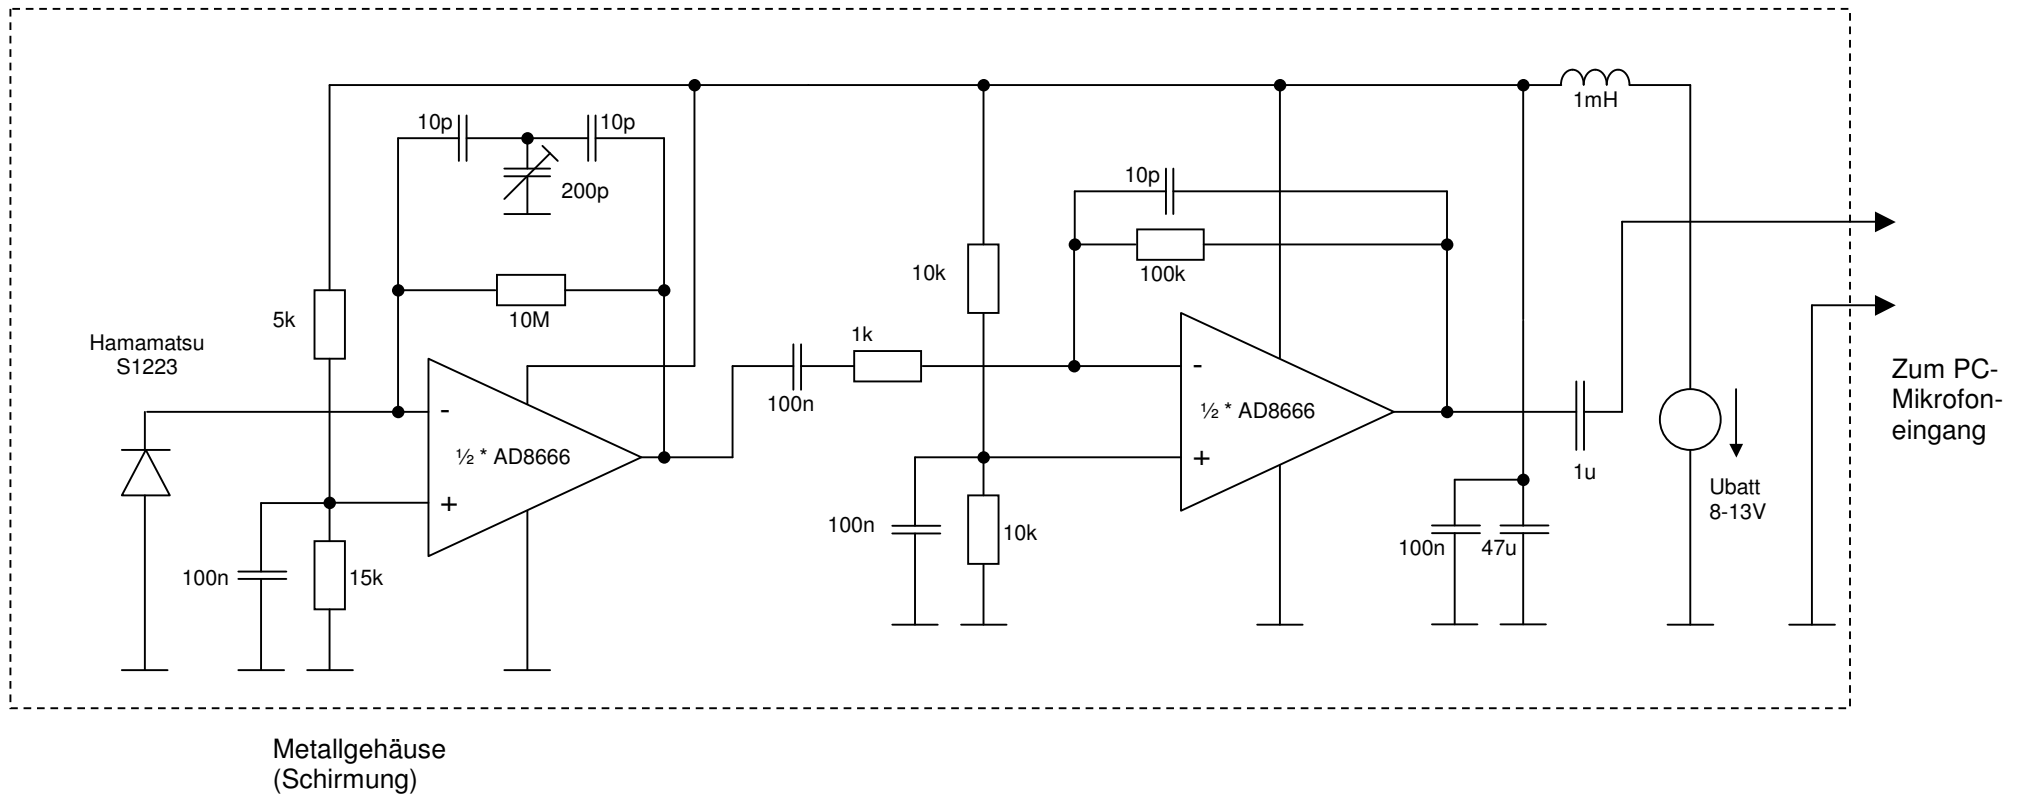 1mH
10p
10p
200p
10p
10k
100k
5k
10M
1k
Hamamatsu
S1223
-
½ * AD8666
+
100n
-
½ * AD8666
+
100n
15k
100n
10k
100n
47u
1u
Ubatt
8-13V
Zum PC-
Mikrofon-
eingang
Metallgehäuse
(Schirmung)